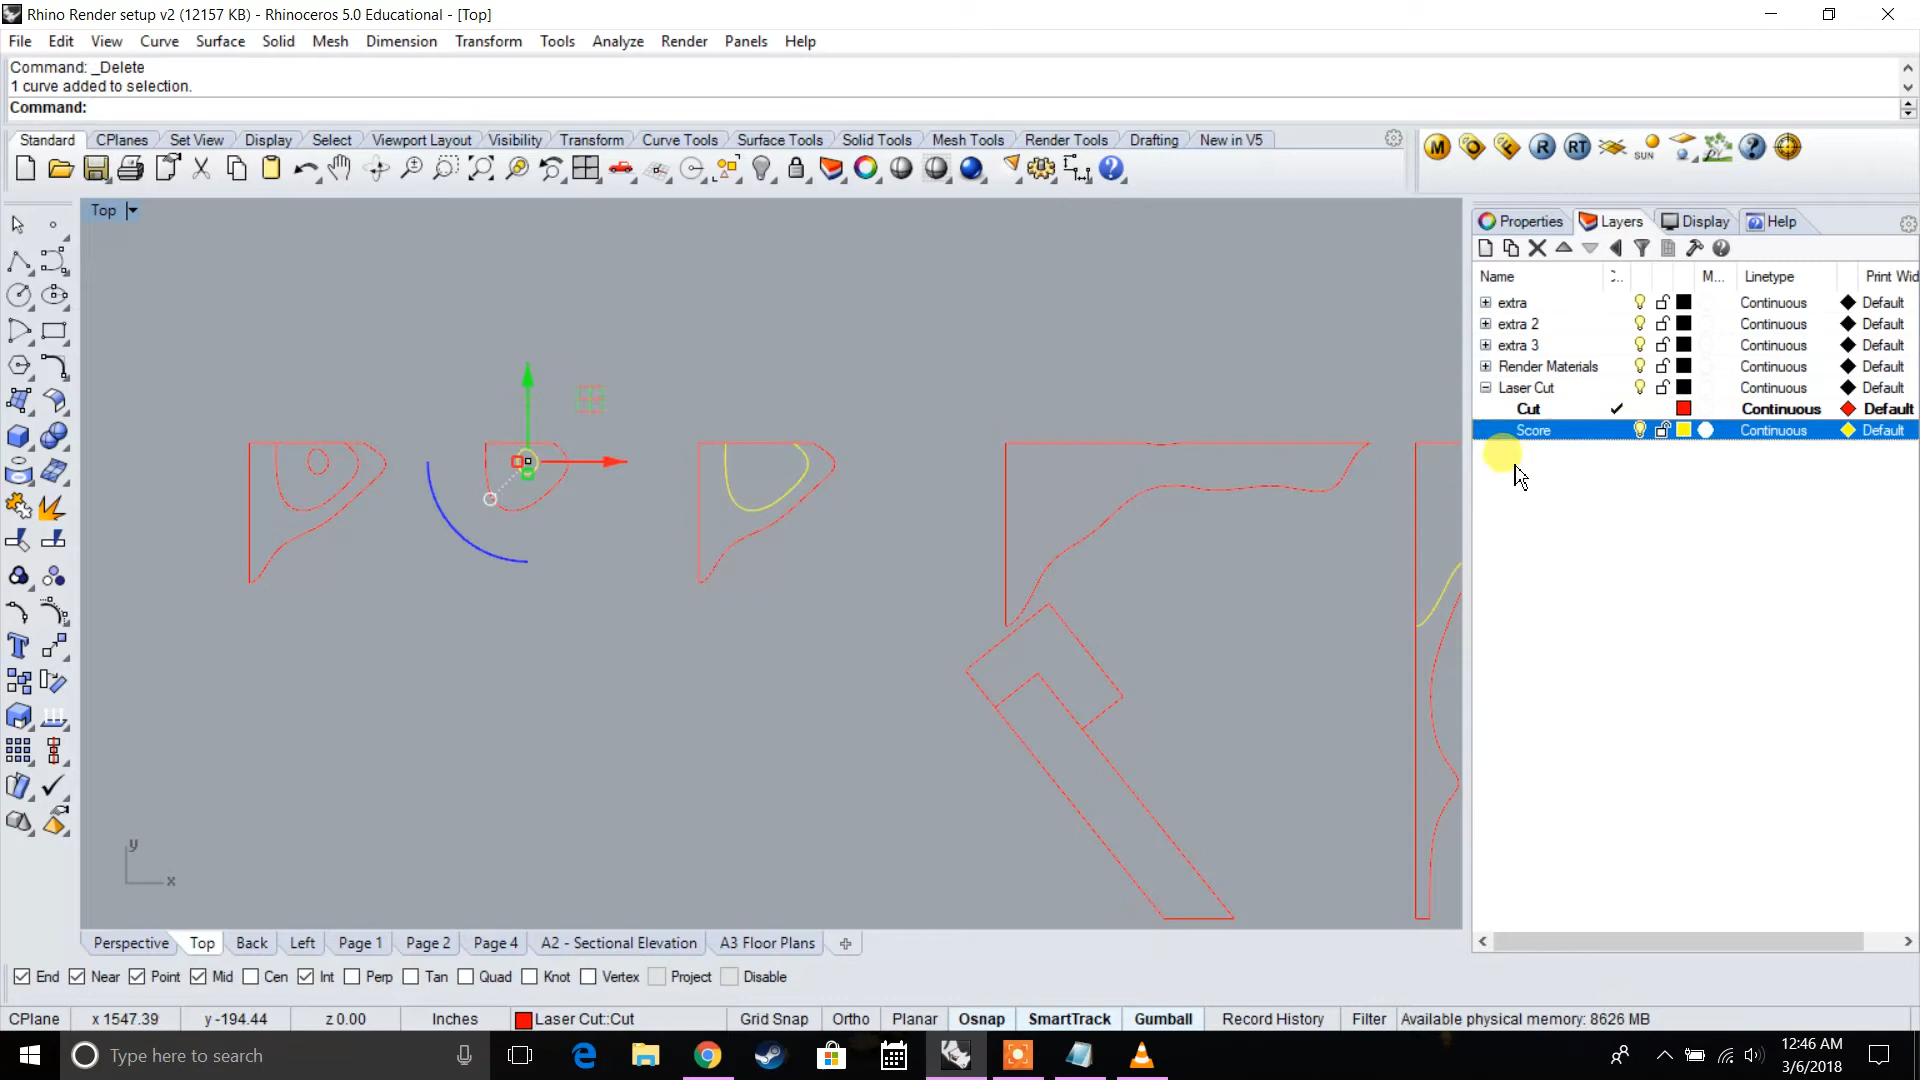 Rhino Render setup v2 (12157 KB) - Rhinoceros 5.0 Educational - [Top]
File Edit View Curve Surface Solid Mesh Dimension Transform Tools Analyze Render Panels Help
Command: _Delete
1 curve added to selection.
Command:
Standard CPlanes Set View Display Select Viewport Layout Visibility Transform Curve Tools Surface Tools Solid Tools Mesh Tools Render Tools Drafting New in V5
M R RT SUN
Top
Properties Layers Display Help
Name C... M... Linetype Print Wid
extra Continuous Default
extra 2 Continuous Default
extra 3 Continuous Default
Render Materials Continuous Default
Laser Cut Continuous Default
Cut Continuous Default
Score Continuous Default
y
x
Perspective Top Back Left Page 1 Page 2 Page 4 A2 - Sectional Elevation A3 Floor Plans
End Near Point Mid Cen Int Perp Tan Quad Knot Vertex Project Disable
CPlane x 1547.39 y -194.44 z 0.00 Inches Laser Cut::Cut Grid Snap Ortho Planar Osnap SmartTrack Gumball Record History Filter Available physical memory: 8628 MB
Type here to search
12:46 AM
3/6/2018